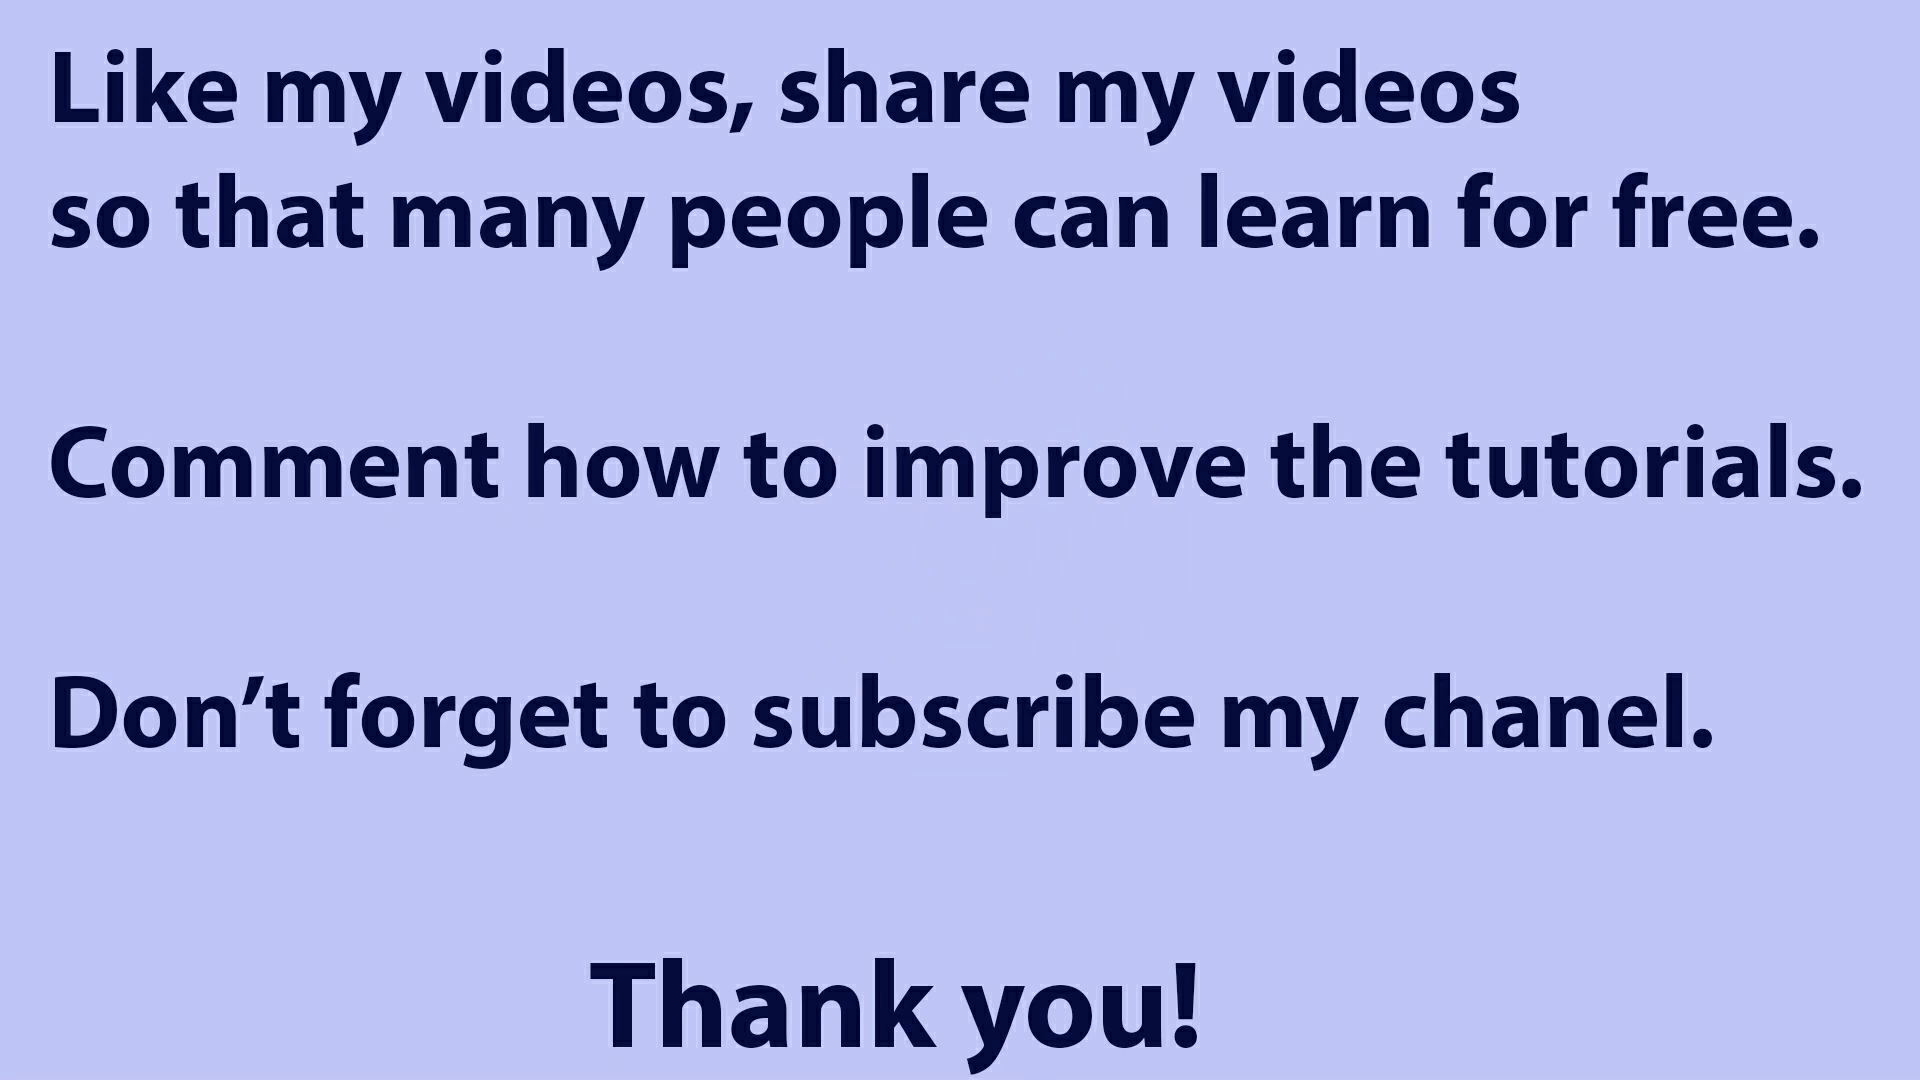 Like my videos, share my videos
so that many people can learn for free.
Comment how to improve the tutorials.
Don’t forget to subscribe my chanel.
Thank you!